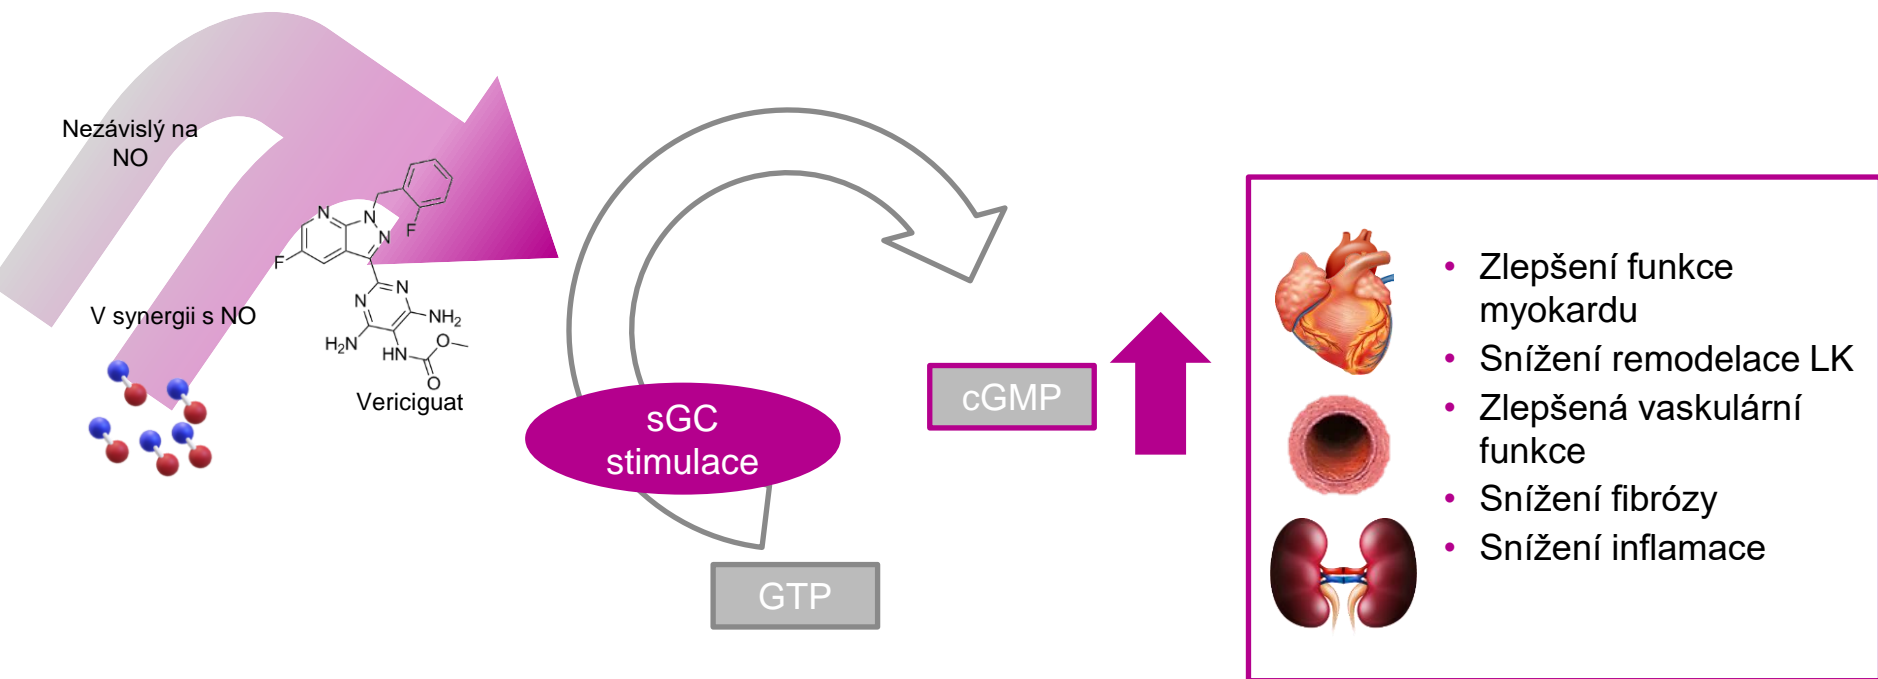 Nezávislý na
NO
V synergii s NO
N
N
N
F
F
N
N
NH2
H2N
HN
O
O
Vericiguat
sGC
stimulace
GTP
cGMP
• Zlepšení funkce
myokardu
• Snížení remodelace LK
• Zlepšená vaskulární
funkce
• Snížení fibrózy
• Snížení inflamace